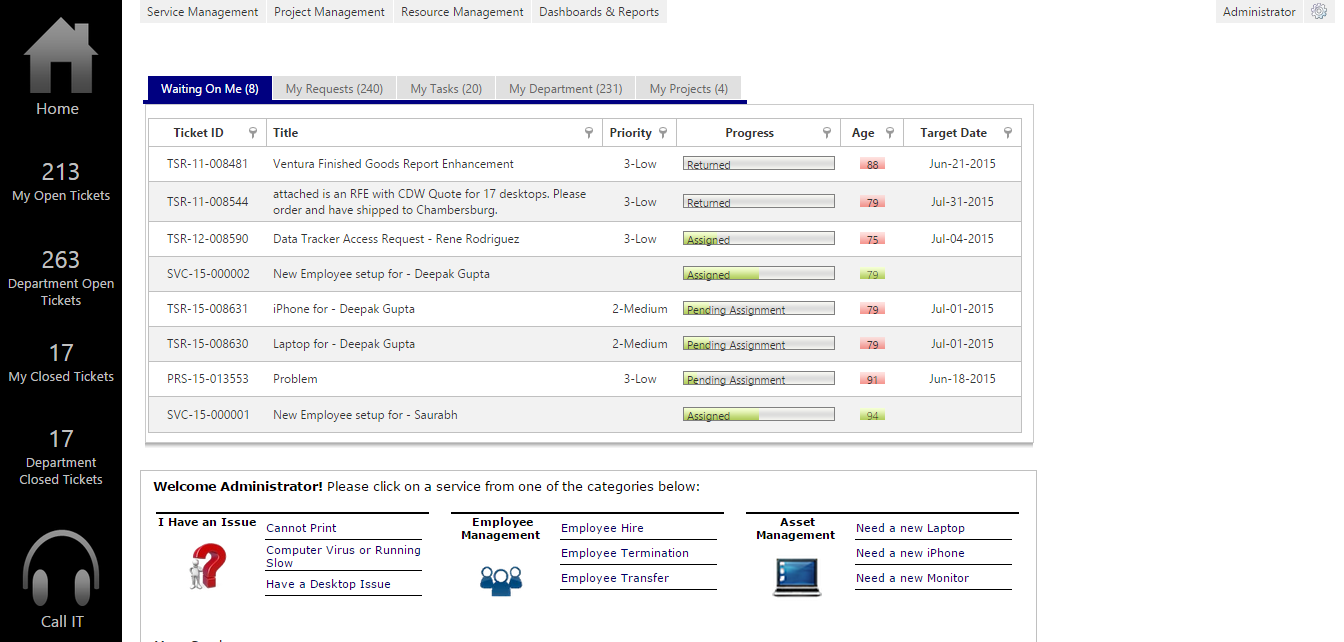 Service Management Project Management Resource Management Dashboards & Reports Administrator
Home
213
My Open Tickets
263
Department Open
Tickets
17
My Closed Tickets
17
Department
Closed Tickets
Call IT
Waiting On Me (8) My Requests (240) My Tasks (20) My Department (231) My Projects (4)
Ticket ID Title Priority Progress Age Target Date
TSR-11-008481 Ventura Finished Goods Report Enhancement 3-Low Returned 88 Jun-21-2015
TSR-11-008544 attached is an RFE with CDW Quote for 17 desktops. Please
order and have shipped to Chambersburg. 3-Low Returned 79 Jul-31-2015
TSR-12-008590 Data Tracker Access Request - Rene Rodriguez 3-Low Assigned 75 Jul-04-2015
SVC-15-000002 New Employee setup for - Deepak Gupta Assigned 79
TSR-15-008631 iPhone for - Deepak Gupta 2-Medium Pending Assignment 79 Jul-01-2015
TSR-15-008630 Laptop for - Deepak Gupta 2-Medium Pending Assignment 79 Jul-01-2015
PRS-15-013553 Problem 3-Low Pending Assignment 91 Jun-18-2015
SVC-15-000001 New Employee setup for - Saurabh Assigned 94
Welcome Administrator! Please click on a service from one of the categories below:
I Have an Issue
Cannot Print
Computer Virus or Running
Slow
Have a Desktop Issue
Employee
Management
Employee Hire
Employee Termination
Employee Transfer
Asset
Management
Need a new Laptop
Need a new iPhone
Need a new Monitor